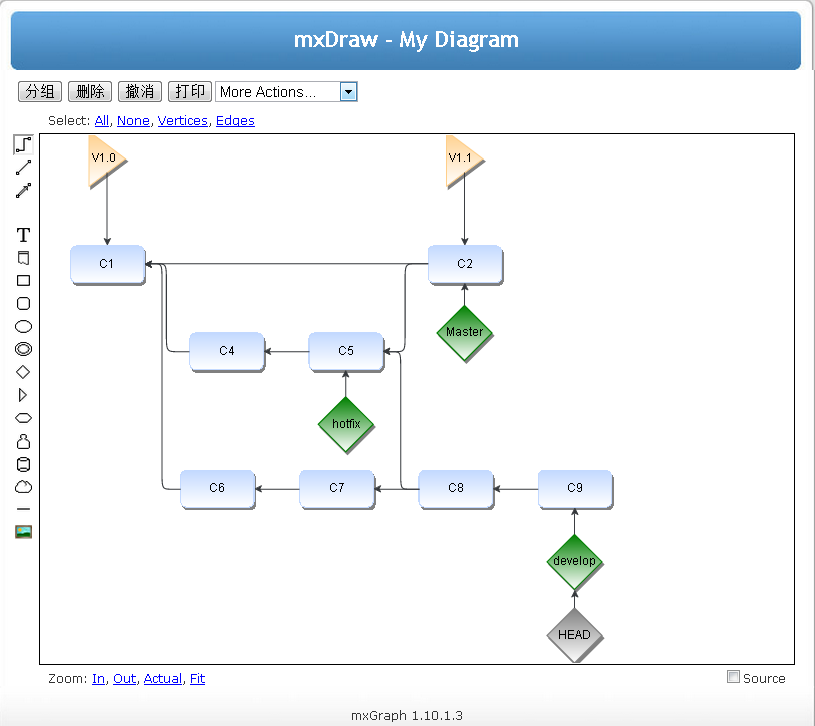 mxDraw - My Diagram
分组 删除 撤消 打印 More Actions...
Select: All, None, Vertices, Edges
V1.0 V1.1
T
C1 C2
Master
C4 C5
hotfix
C6 C7 C8 C9
develop
HEAD
Zoom: In, Out, Actual, Fit Source
mxGraph 1.10.1.3